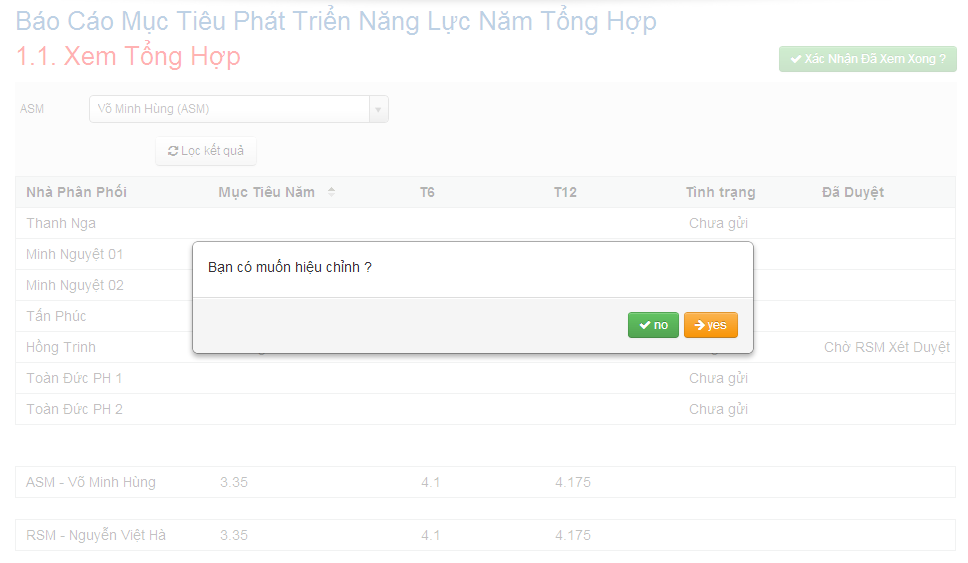 Báo Cáo Mục Tiêu Phát Triển Năng Lực Năm Tổng Hợp
1.1. Xem Tổng Hợp
Xác Nhận Đã Xem Xong ?
ASM Võ Minh Hùng (ASM)
Lọc kết quả
Nhà Phân Phối Mục Tiêu Năm T6 T12 Tình trạng Đã Duyệt
Thanh Nga Chưa gửi
Minh Nguyệt 01
Bạn có muốn hiệu chỉnh ?
Minh Nguyệt 02
Tấn Phúc
no yes
Hồng Trinh Chờ RSM Xét Duyệt
Toàn Đức PH 1 Chưa gửi
Toàn Đức PH 2 Chưa gửi
ASM - Võ Minh Hùng 3.35 4.1 4.175
RSM - Nguyễn Việt Hà 3.35 4.1 4.175